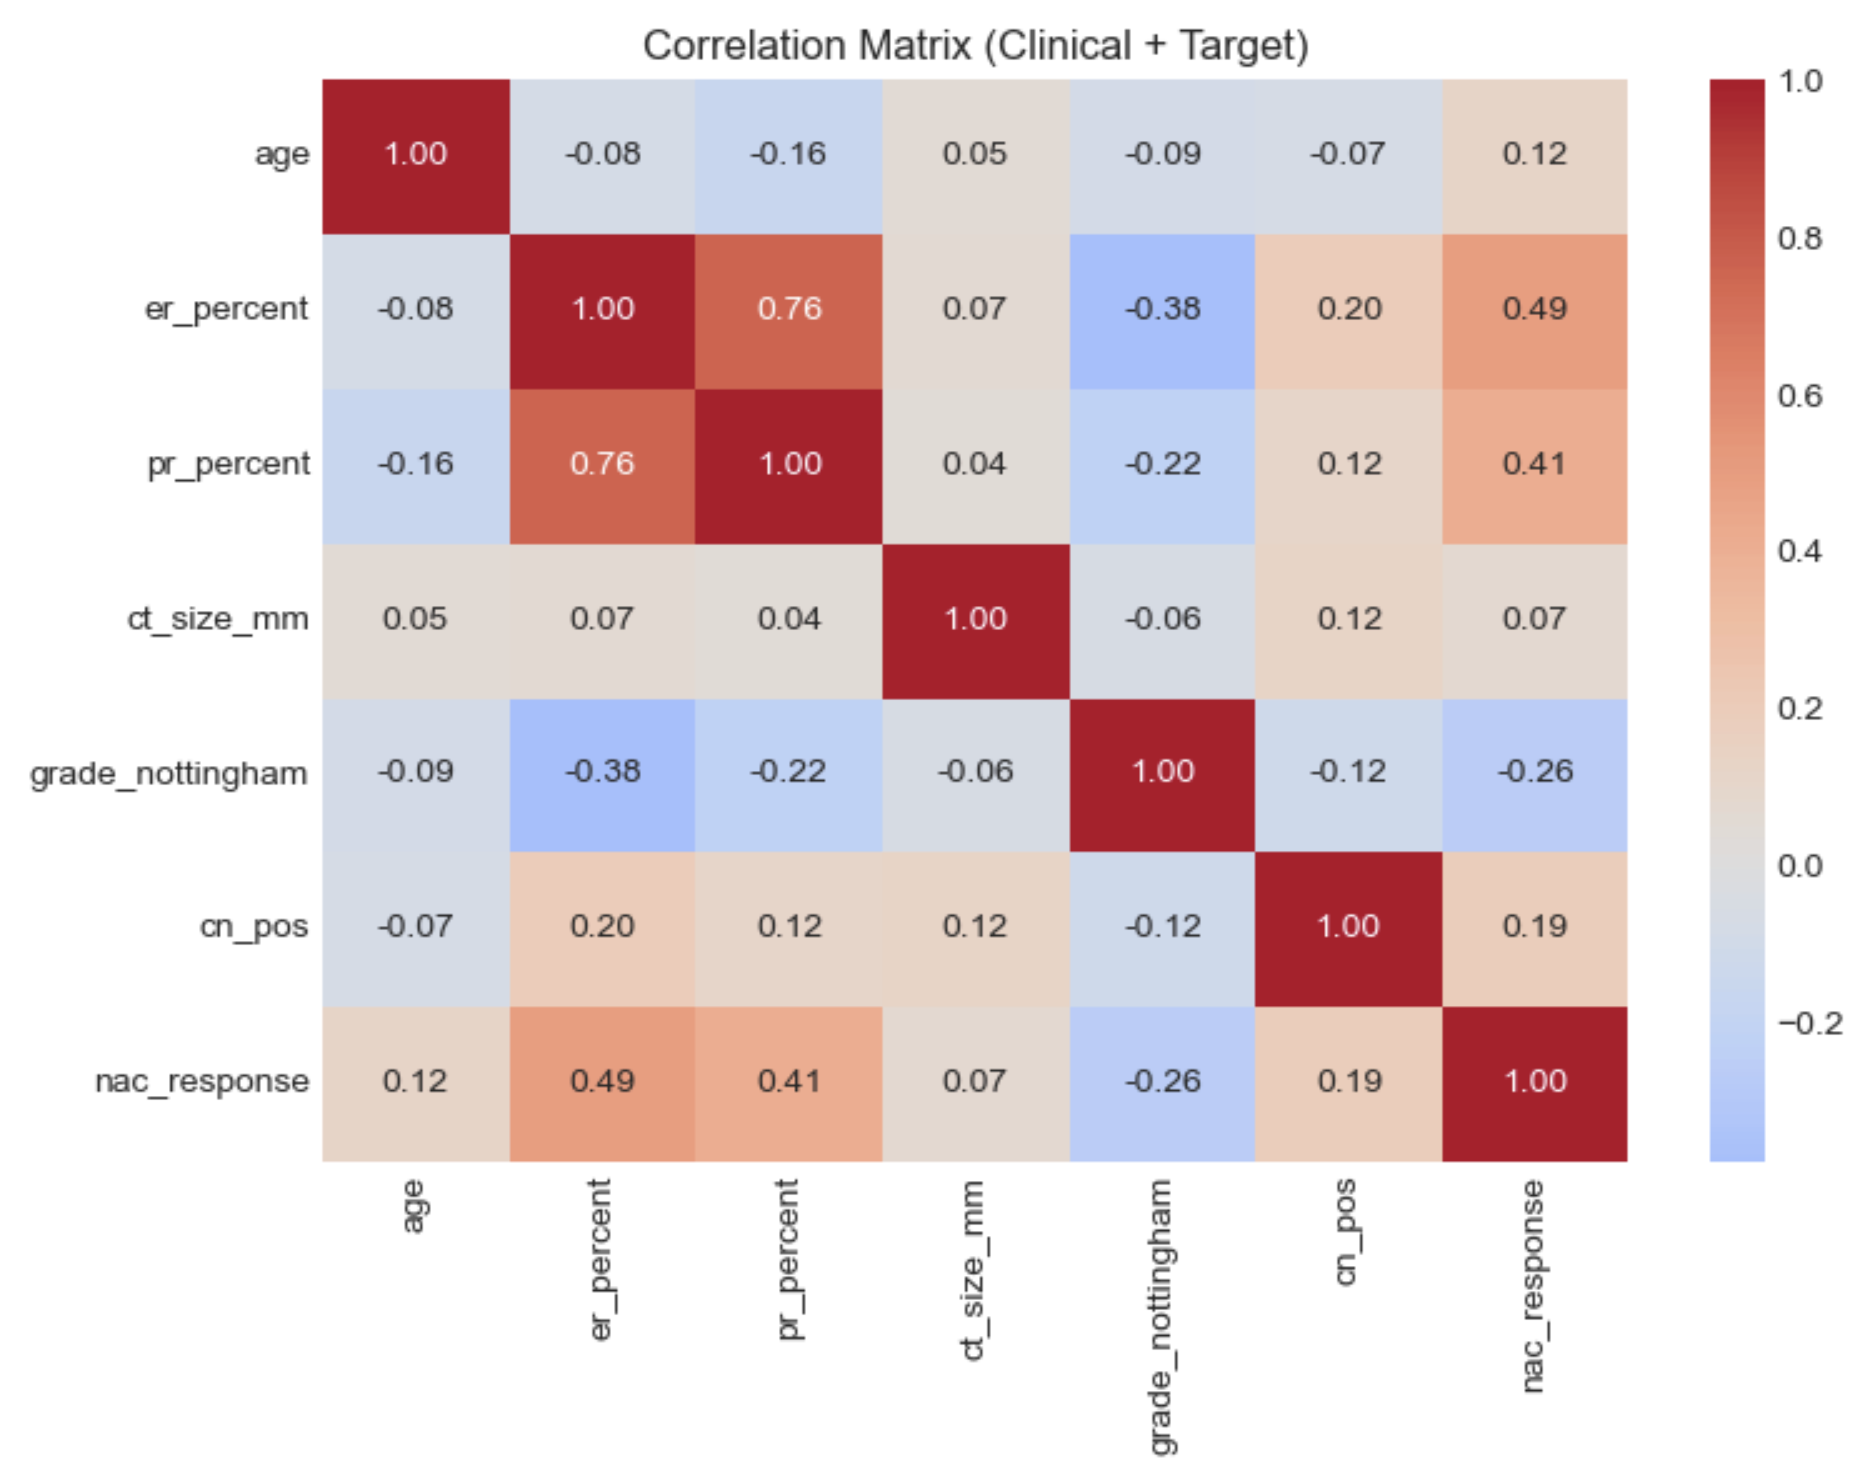 Correlation Matrix (Clinical + Target)
age 1.00 -0.08 -0.16 0.05 -0.09 -0.07 0.12
er_percent -0.08 1.00 0.76 0.07 -0.38 0.20 0.49
pr_percent -0.16 0.76 1.00 0.04 -0.22 0.12 0.41
ct_size_mm 0.05 0.07 0.04 1.00 -0.06 0.12 0.07
grade_nottingham -0.09 -0.38 -0.22 -0.06 1.00 -0.12 -0.26
cn_pos -0.07 0.20 0.12 0.12 -0.12 1.00 0.19
nac_response 0.12 0.49 0.41 0.07 -0.26 0.19 1.00
age
er_percent
pr_percent
ct_size_mm
grade_nottingham
cn_pos
nac_response
1.0
0.8
0.6
0.4
0.2
0.0
−0.2